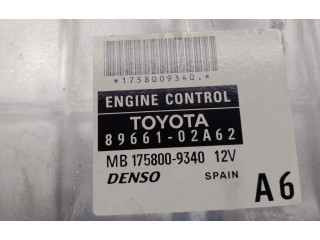 *1758009340.*
ENGINE CONTROL
TOYOTA
89661-02A62
MB 175800-9340 12V
DENSO SPAIN A6